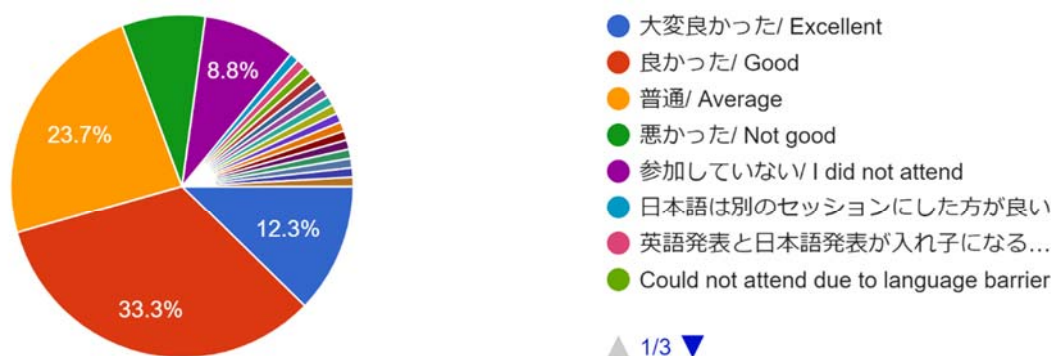 8.8%
23.7%
12.3%
33.3%
大変良かった/ Excellent
良かった/ Good
普通/ Average
悪かった/ Not good
参加していない/ I did not attend
日本語は別のセッションにした方が良い
英語発表と日本語発表が入れ子になる…
Could not attend due to language barrier
1/3